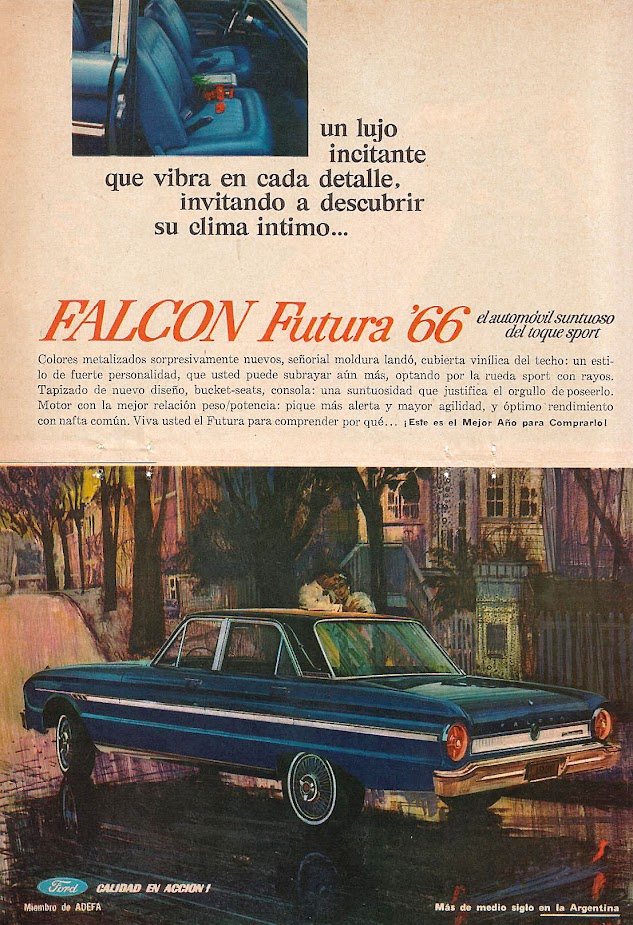 un lujo
incitante
que vibra en cada detalle,
invitando a descubrir
su clima intimo...
FALCON Futura '66
el automóvil suntuoso
del toque sport
Colores metalizados sorpresivamente nuevos, señorial moldura landó, cubierta vinílica del techo: un esti-
lo de fuerte personalidad, que usted puede subrayar aún más, optando por la rueda sport con rayos.
Tapizado de nuevo diseño, bucket-seats, consola: una suntuosidad que justifica el orgullo de poseerlo.
Motor con la mejor relación peso/potencia: pique más alerta y mayor agilidad, y óptimo rendimiento
con nafta común. Viva usted el Futura para comprender por qué... ¡Este es el Mejor Año para Comprarlo!
FALCON
Ford CALIDAD EN ACCION!
Miembro de ADEFA
Más de medio siglo en la Argentina